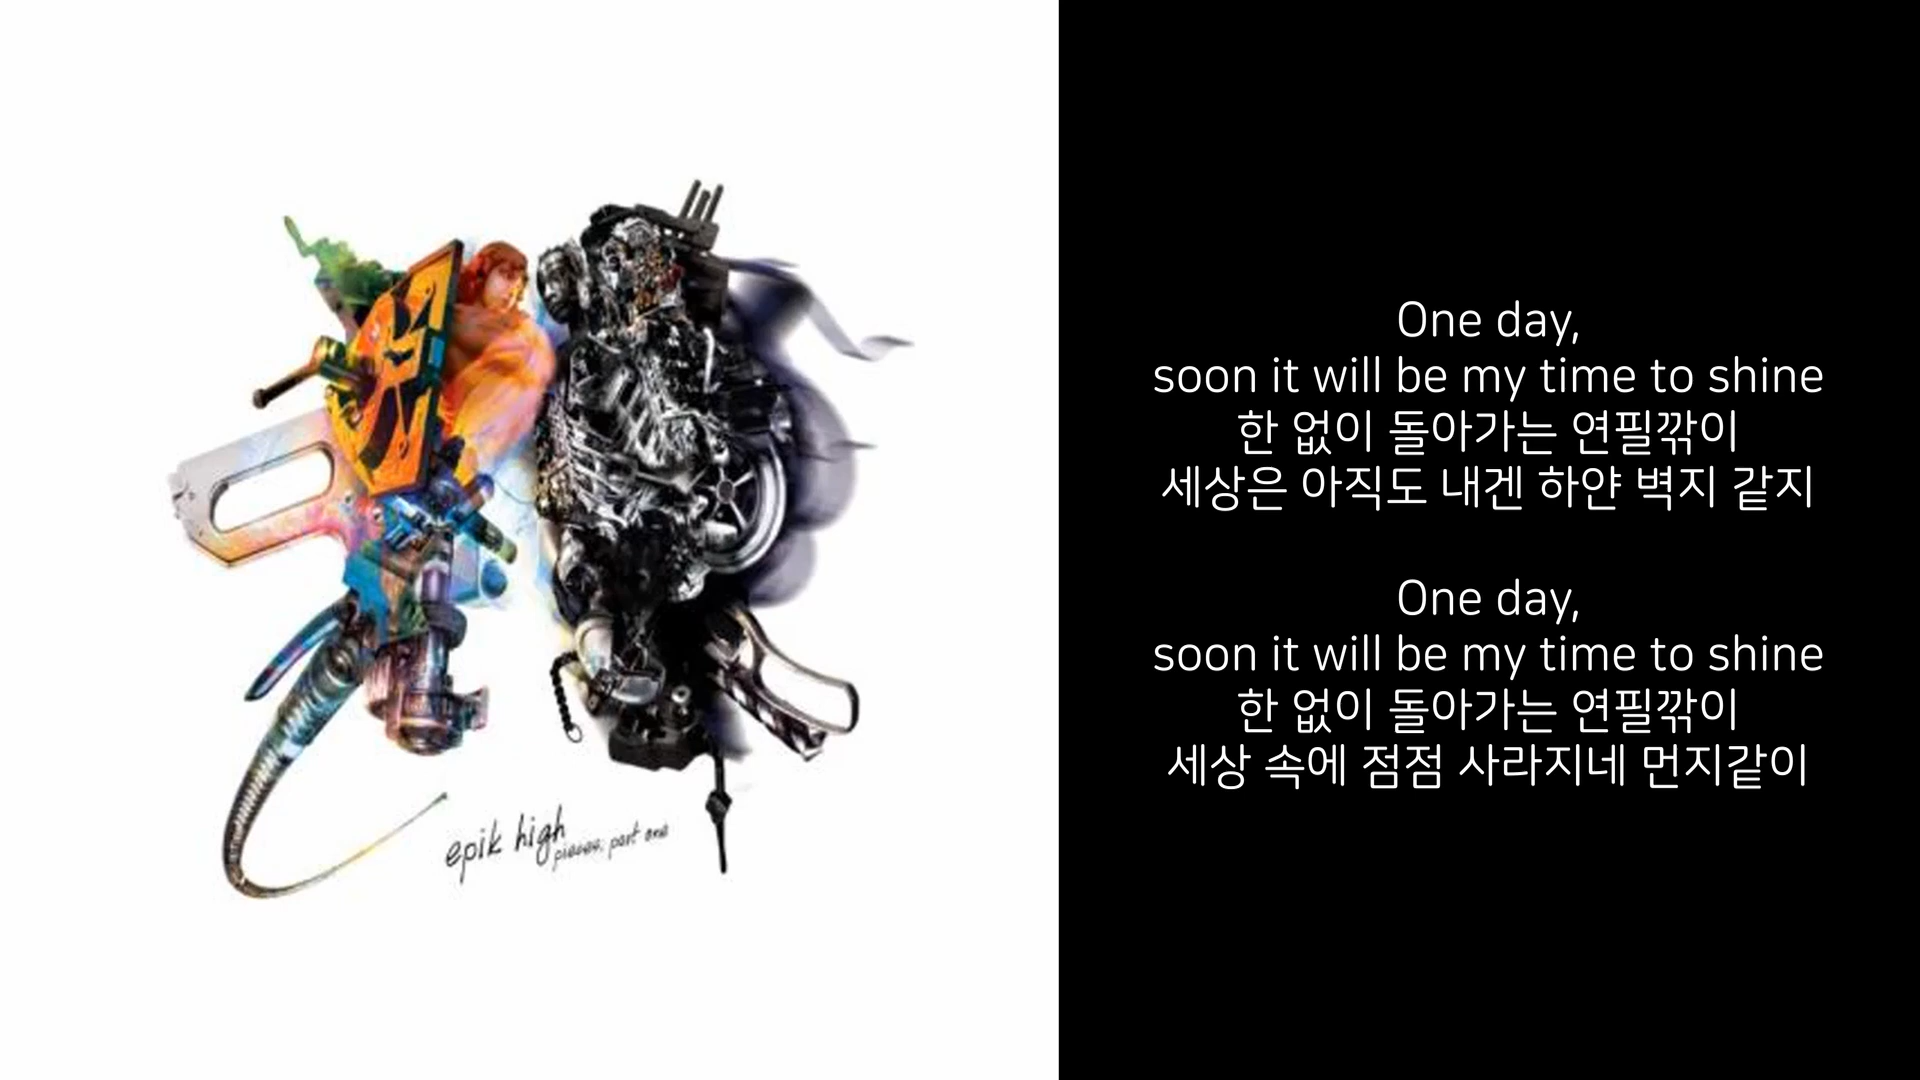 epik high
pieces, part one
One day,
soon it will be my time to shine
한 없이 돌아가는 연필깎이
세상은 아직도 내겐 하얀 벽지 같지
One day,
soon it will be my time to shine
한 없이 돌아가는 연필깎이
세상 속에 점점 사라지네 먼지같이